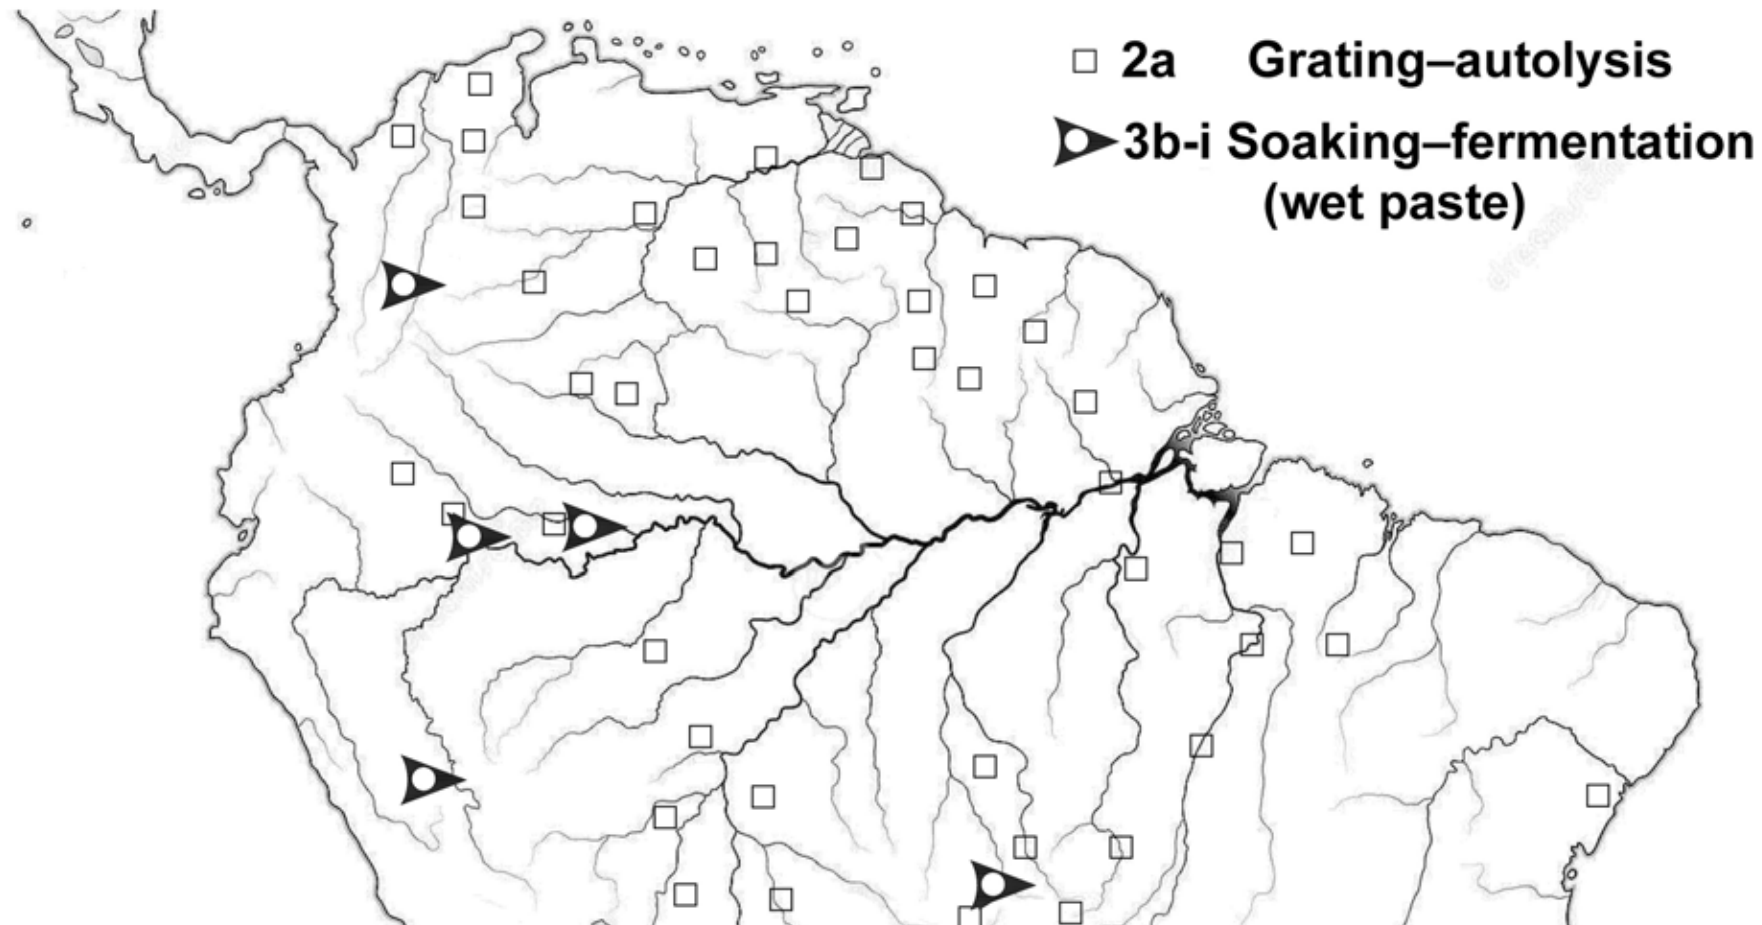 2a Grating–autolysis
3b-i Soaking–fermentation
(wet paste)